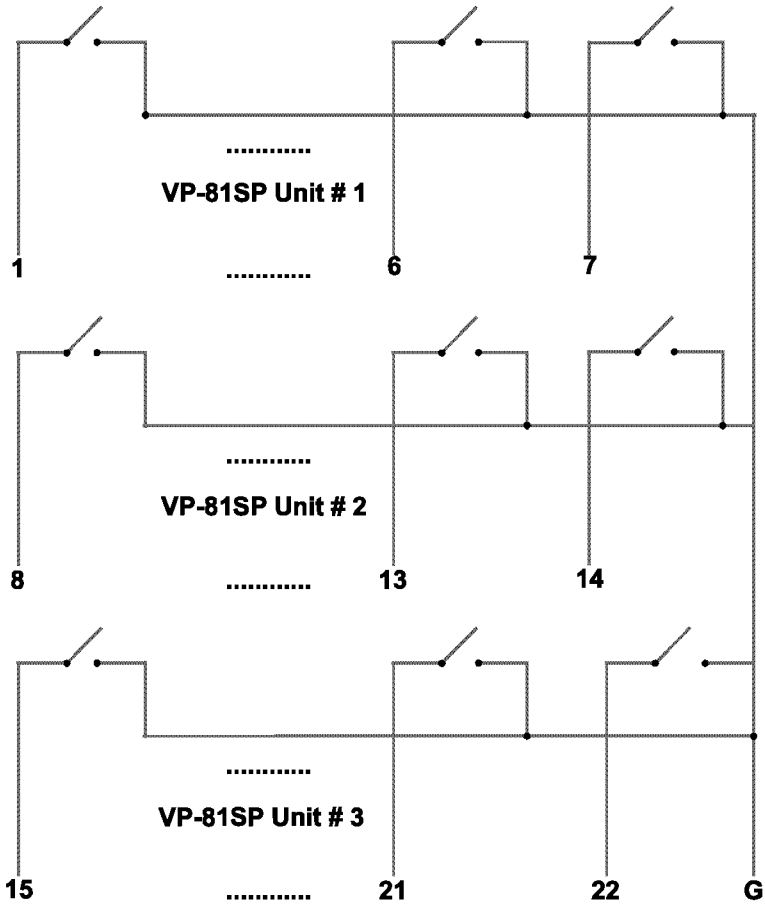 ............
VP-81SP Unit # 1
1 ............ 6 7
............
VP-81SP Unit # 2
8 ............ 13 14
............
VP-81SP Unit # 3
15 ............ 21 22 G